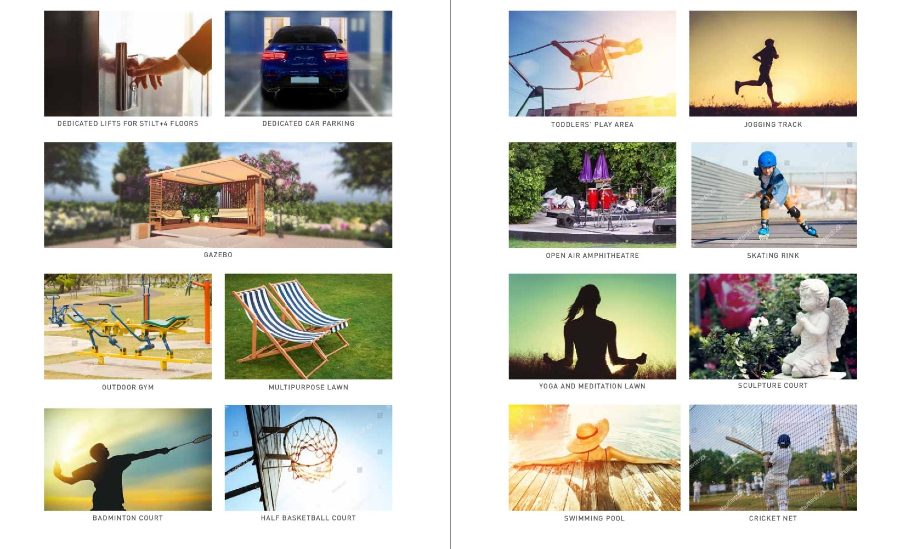 DEDICATED LIFTS FOR STILT+4 FLOORS
DEDICATED CAR PARKING
GAZEBO
OUTDOOR GYM
MULTIPURPOSE LAWN
BADMINTON COURT
HALF BASKETBALL COURT
TODDLERS' PLAY AREA
JOGGING TRACK
OPEN AIR AMPHITHEATRE
SKATING RINK
YOGA AND MEDITATION LAWN
SCULPTURE COURT
SWIMMING POOL
CRICKET NET